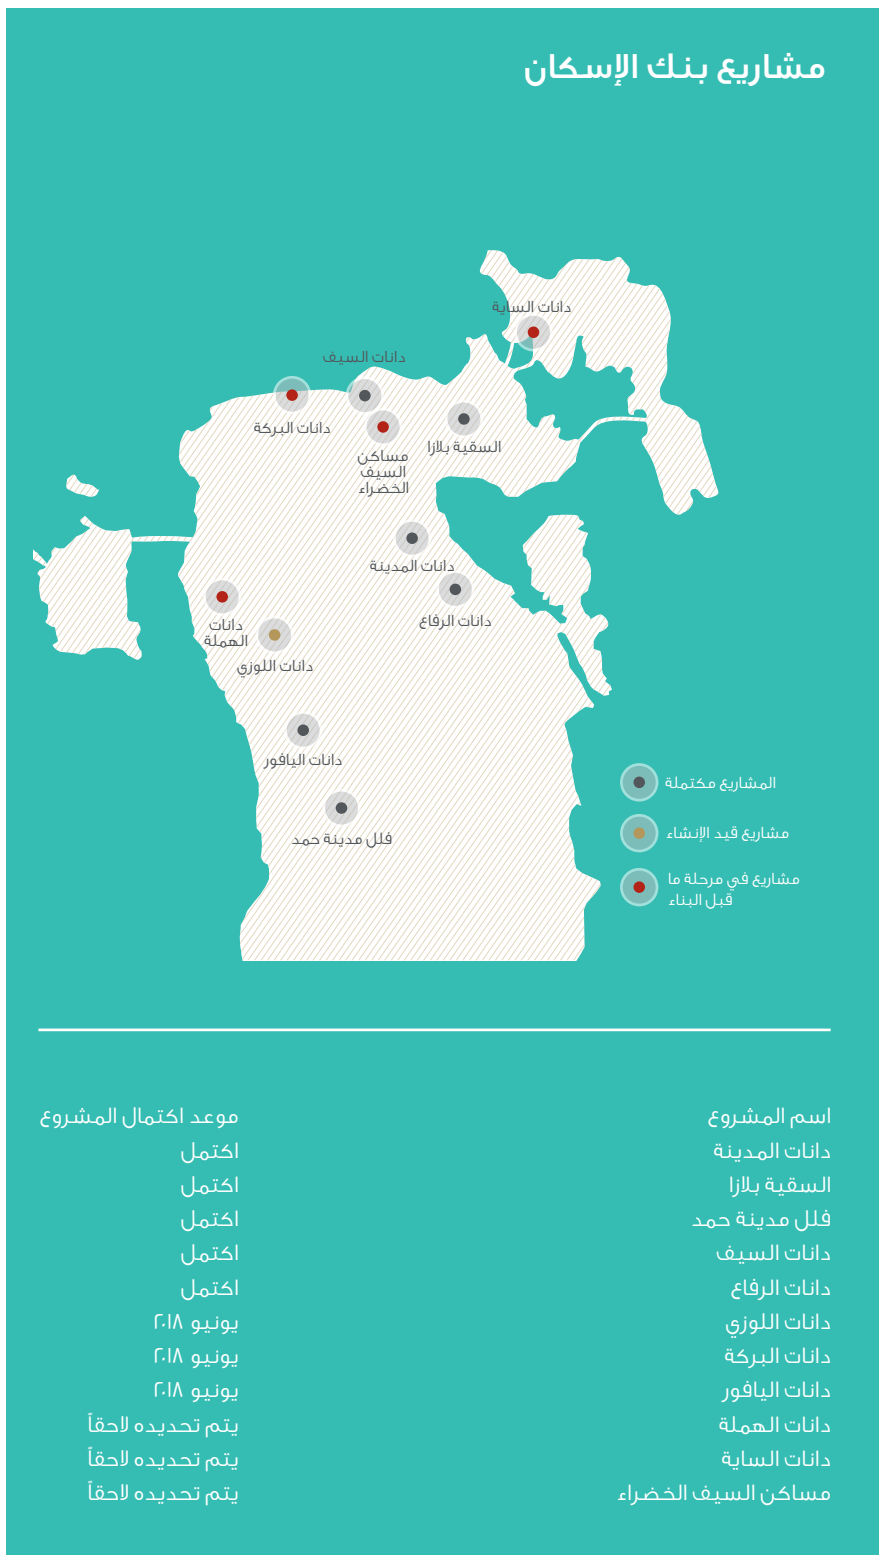 مشاريع بنك الإسكان
دانات الساية
دانات السيف
دانات البركة
السقية بلازا
مساكن
السيف
الخضراء
دانات المدينة
دانات الرفاع
دانات
الهملة
دانات اللوزي
دانات اليافور
فلل مدينة حمد
المشاريع مكتملة
مشاريع قيد الإنشاء
مشاريع في مرحلة ما
قبل البناء
اسم المشروع موعد اكتمال المشروع
دانات المدينة اكتمل
السقية بلازا اكتمل
فلل مدينة حمد اكتمل
دانات السيف اكتمل
دانات الرفاع اكتمل
دانات اللوزي يونيو ٢٠١٨
دانات البركة يونيو ٢٠١٨
دانات اليافور يونيو ٢٠١٨
دانات الهملة يتم تحديده لاحقاً
دانات الساية يتم تحديده لاحقاً
مساكن السيف الخضراء يتم تحديده لاحقاً